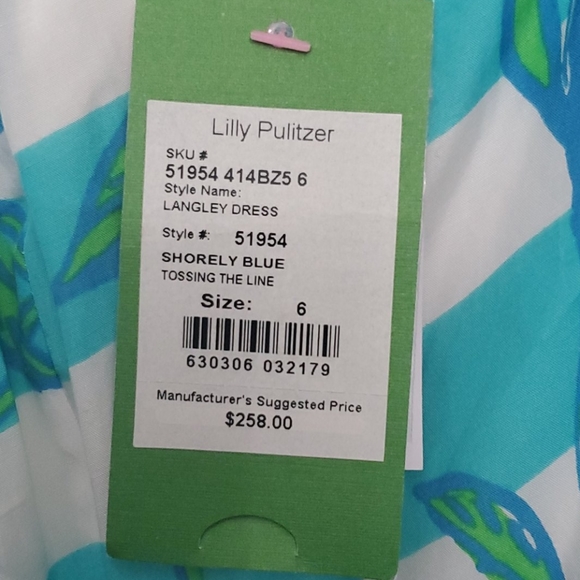 Lilly Pulitzer
SKU #
51954 414BZ5 6
Style Name:
LANGLEY DRESS
Style #: 51954
SHORELY BLUE
TOSSING THE LINE
Size: 6
630306 032179
Manufacturer's Suggested Price
$258.00